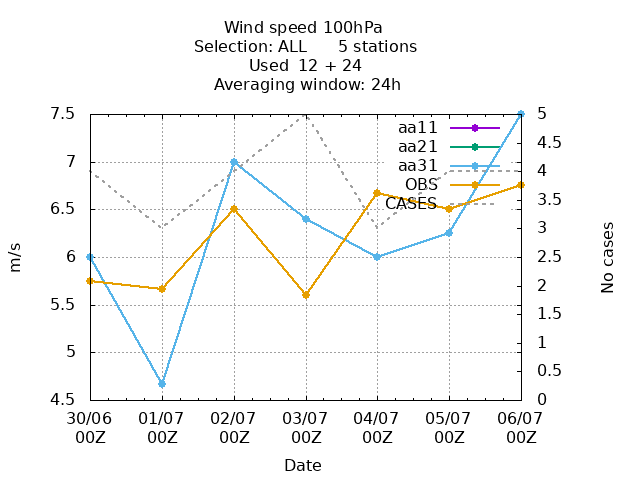 Wind speed 100hPa
Selection: ALL      5 stations
Used  12 + 24
Averaging window: 24h
7.5
7
6.5
6
5.5
5
4.5
m/s
5
4.5
4
3.5
3
2.5
2
1.5
1
0.5
0
No cases
aa11
aa21
aa31
OBS
CASES
30/06 01/07 02/07 03/07 04/07 05/07 06/07
00Z 00Z 00Z 00Z 00Z 00Z 00Z
Date